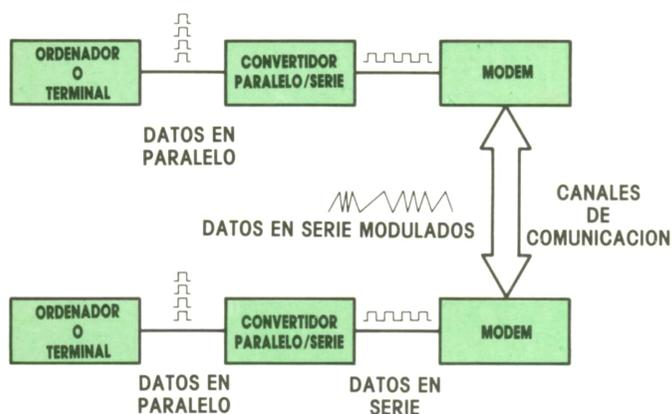 ORDENADOR
O
TERMINAL
CONVERTIDOR
PARALELO/SERIE
MODEM
DATOS EN
PARALELO
DATOS EN SERIE MODULADOS
CANALES
DE
COMUNICACION
ORDENADOR
O
TERMINAL
CONVERTIDOR
PARALELO/SERIE
MODEM
DATOS EN
PARALELO
DATOS EN
SERIE